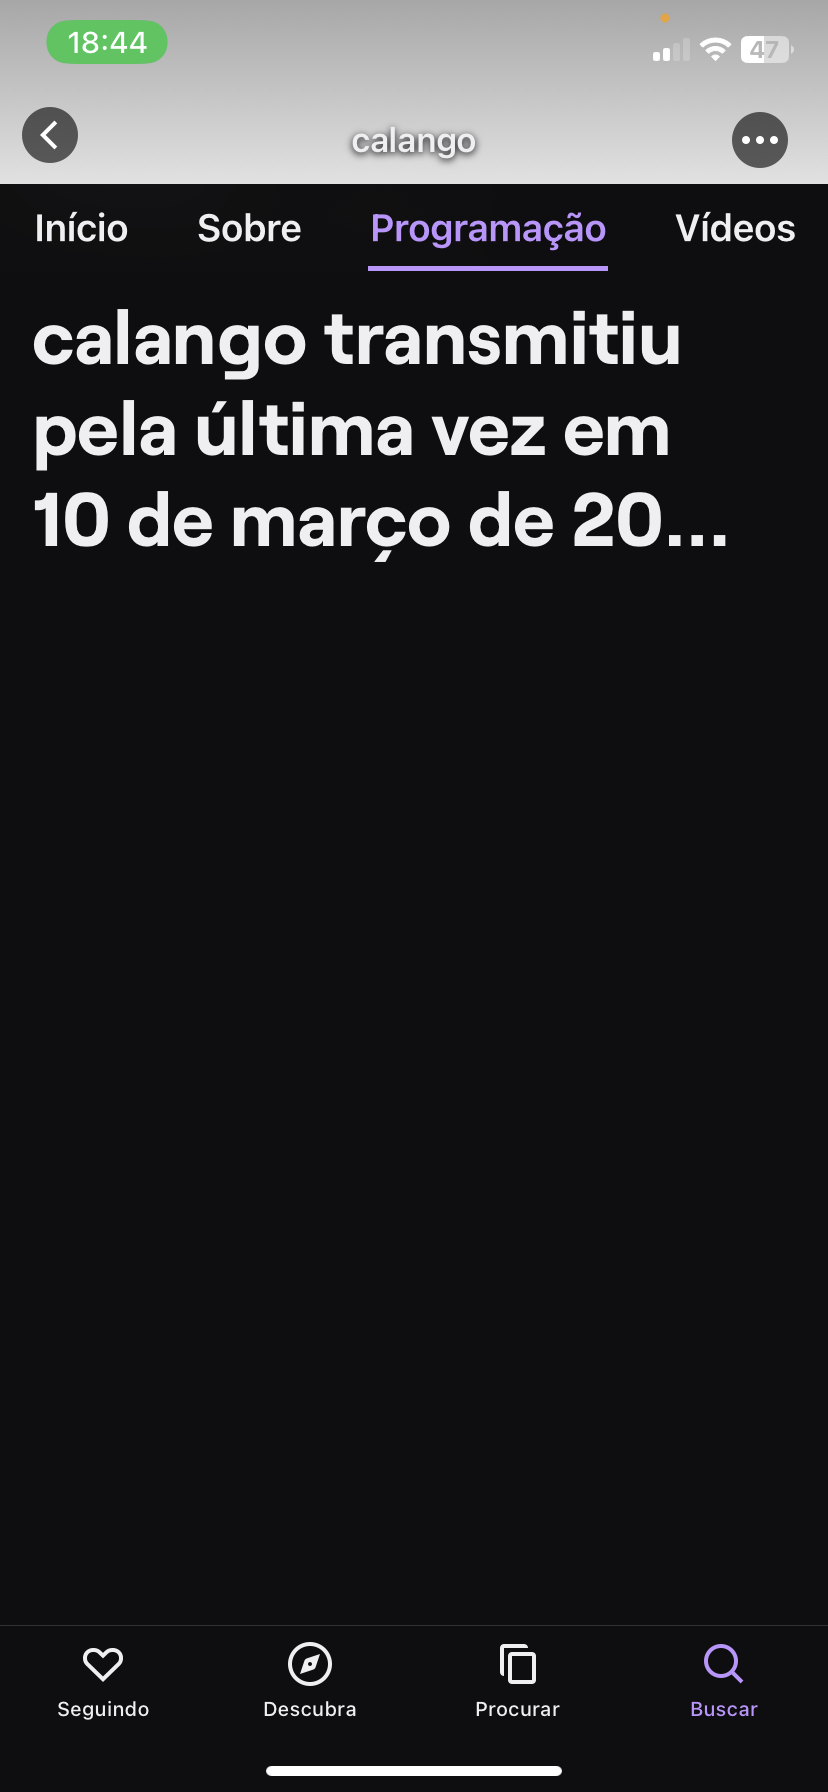 18:44
47
calango
Início Sobre Programação Vídeos
calango transmitiu
pela última vez em
10 de março de 20...
Seguindo Descubra Procurar Buscar